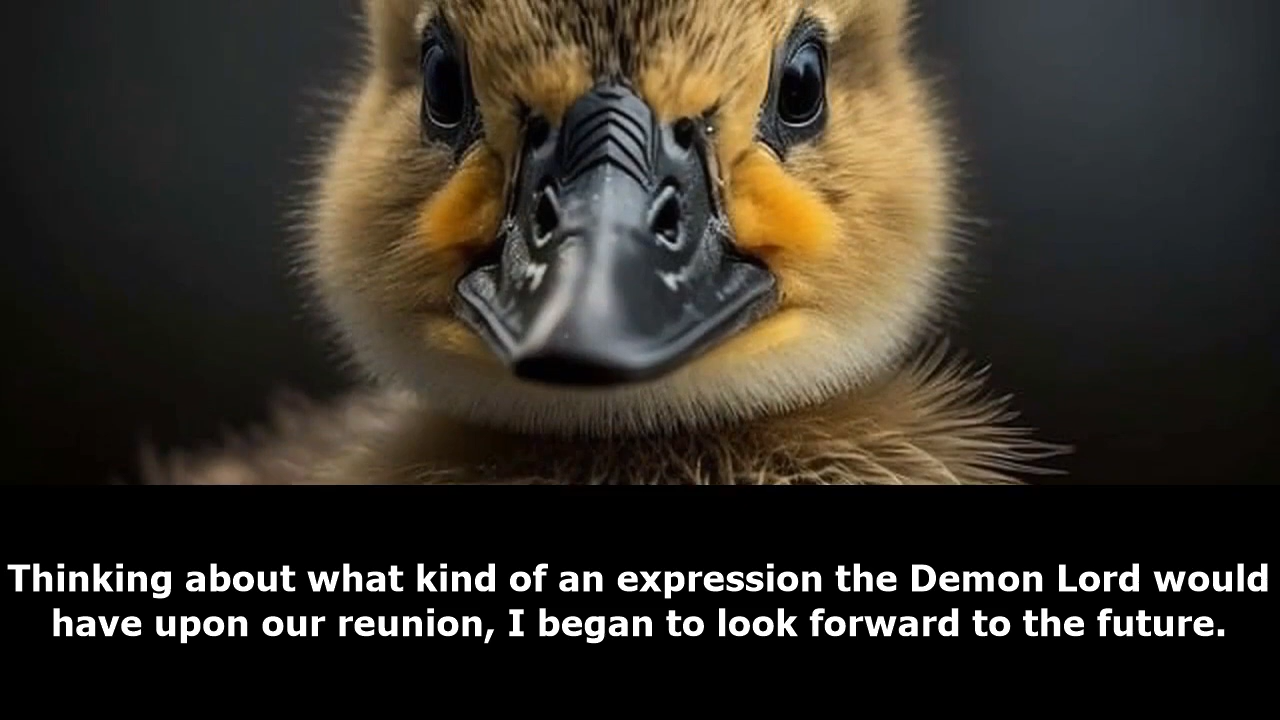 Thinking about what kind of an expression the Demon Lord would
have upon our reunion, I began to look forward to the future.